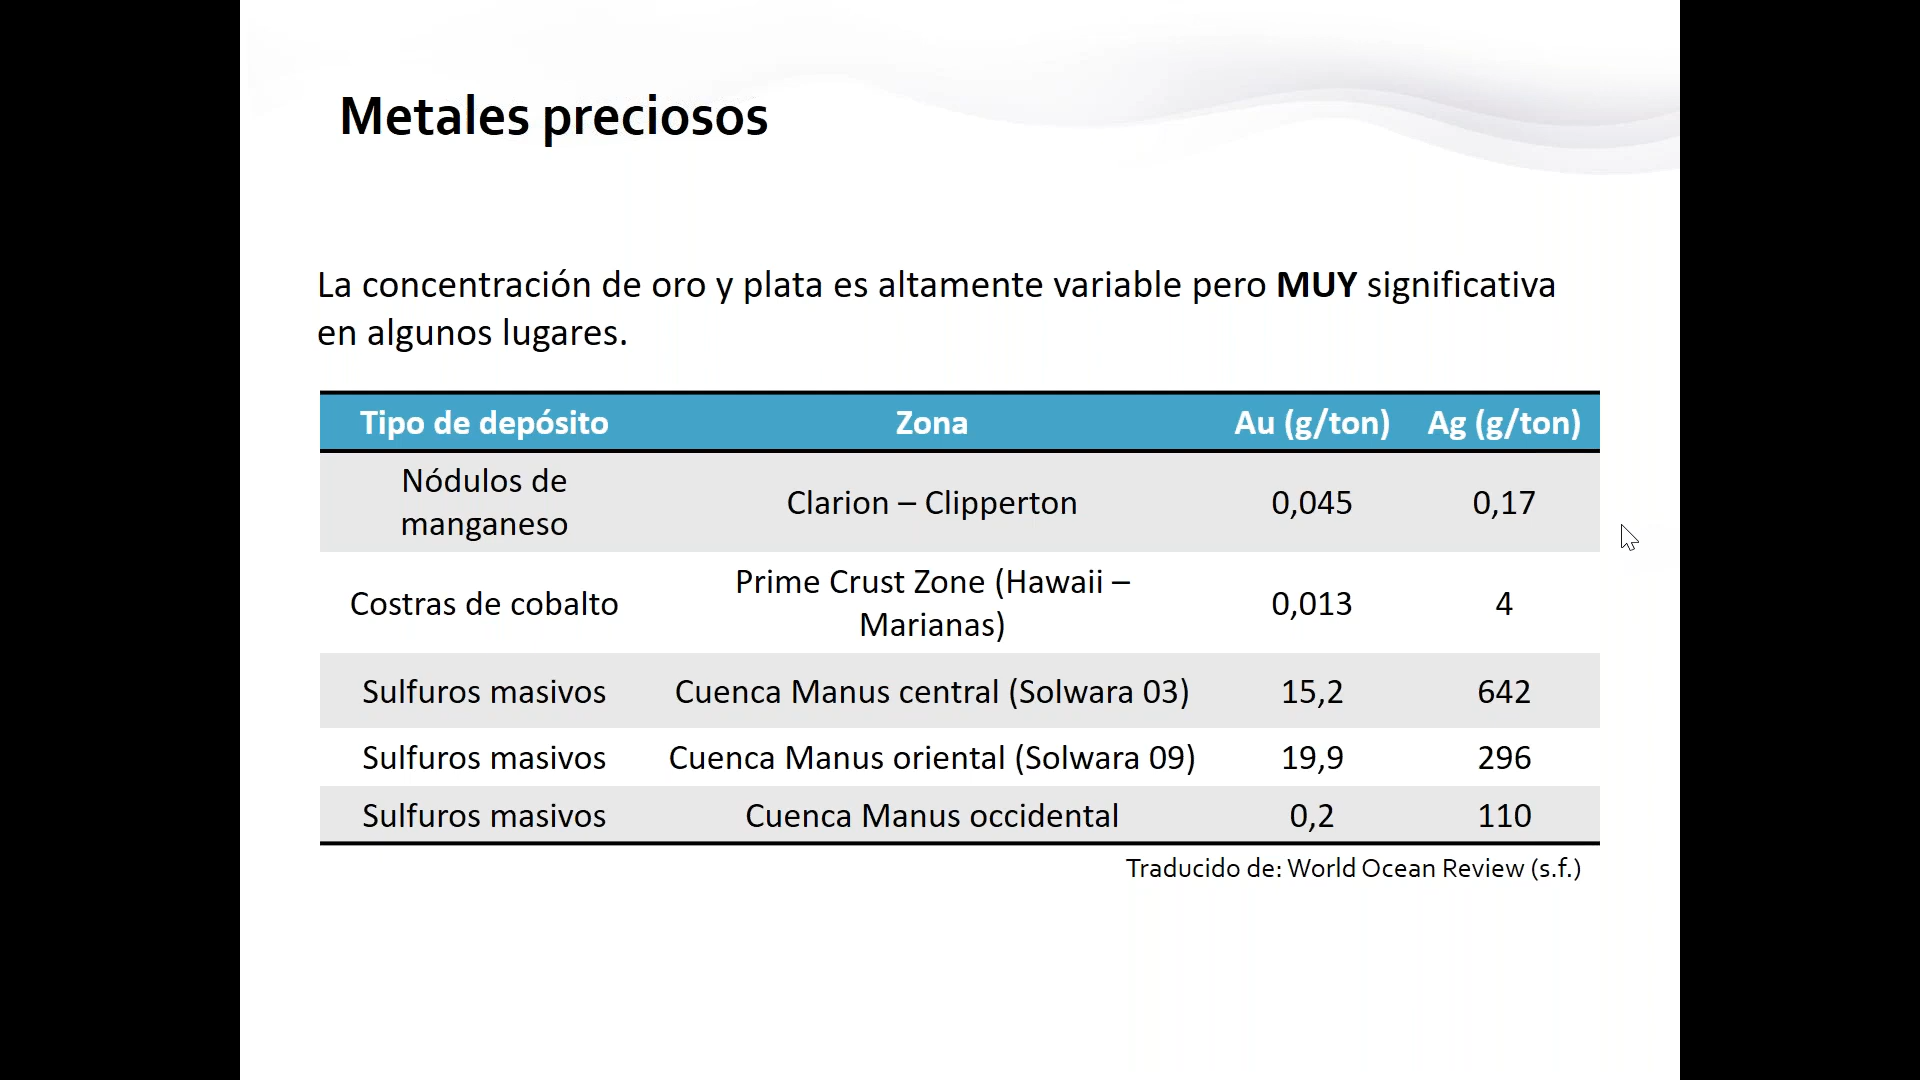 Metales preciosos
La concentración de oro y plata es altamente variable pero MUY significativa
en algunos lugares.
Tipo de depósito Zona Au (g/ton) Ag (g/ton)
Nódulos de
manganeso Clarion – Clipperton 0,045 0,17
Costras de cobalto Prime Crust Zone (Hawaii –
Marianas) 0,013 4
Sulfuros masivos Cuenca Manus central (Solwara 03) 15,2 642
Sulfuros masivos Cuenca Manus oriental (Solwara 09) 19,9 296
Sulfuros masivos Cuenca Manus occidental 0,2 110
Traducido de: World Ocean Review (s.f.)